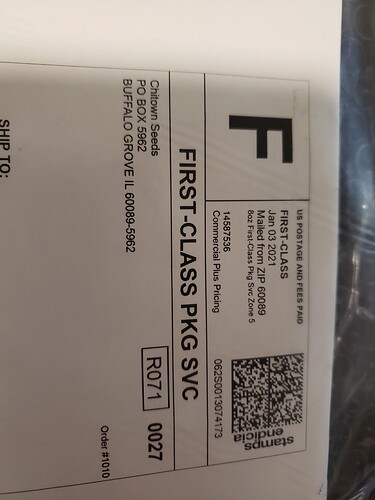 F
US POSTAGE AND FEES PAID
FIRST-CLASS
Jan 03 2021
Mailed from ZIP 60089
8oz First-Class Pkg Svc Zone 5
14587536
Commercial Plus Pricing
stamps
endicia
062S0013074173
FIRST-CLASS PKG SVC
Chitown Seeds
PO BOX 5962
BUFFALO GROVE IL 60089-5962
R071 0027
Order #1010
SHIP TO: